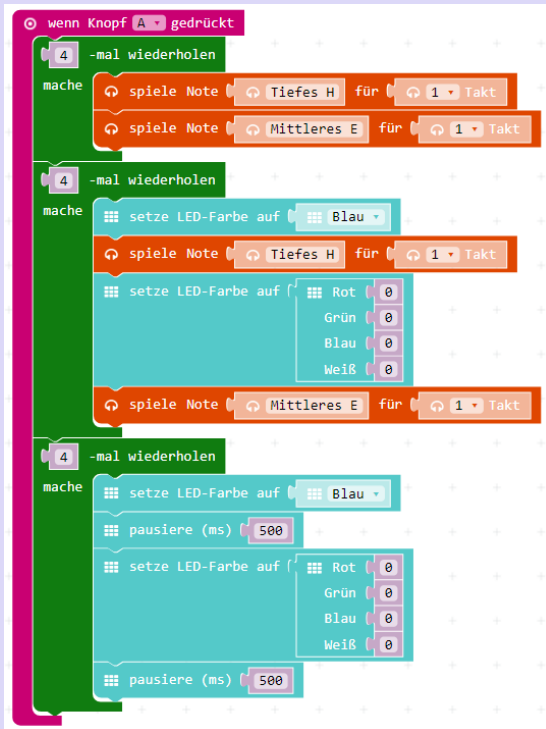 wenn Knopf A gedrückt
4 -mal wiederholen
mache
spiele Note Tiefes H für 1 Takt
spiele Note Mittleres E für 1 Takt
4 -mal wiederholen
mache
setze LED-Farbe auf Blau
spiele Note Tiefes H für 1 Takt
setze LED-Farbe auf Rot 0
Grün 0
Blau 0
Weiß 0
spiele Note Mittleres E für 1 Takt
4 -mal wiederholen
mache
setze LED-Farbe auf Blau
pausiere (ms) 500
setze LED-Farbe auf Rot 0
Grün 0
Blau 0
Weiß 0
pausiere (ms) 500